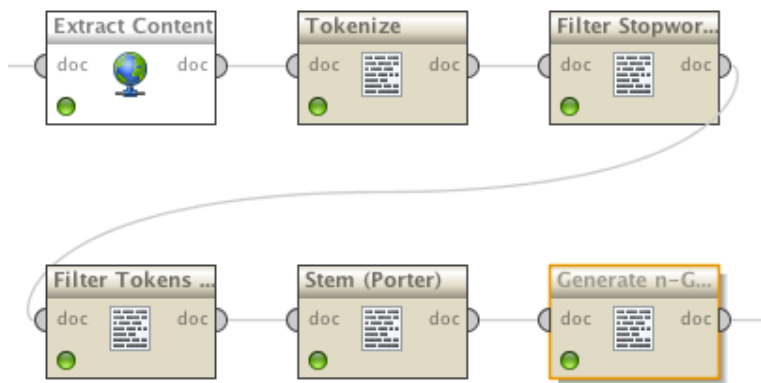 Extract Content
doc doc
Tokenize
doc doc
Filter Stopwor...
doc doc
Filter Tokens ...
doc doc
Stem (Porter)
doc doc
Generate n-G...
doc doc